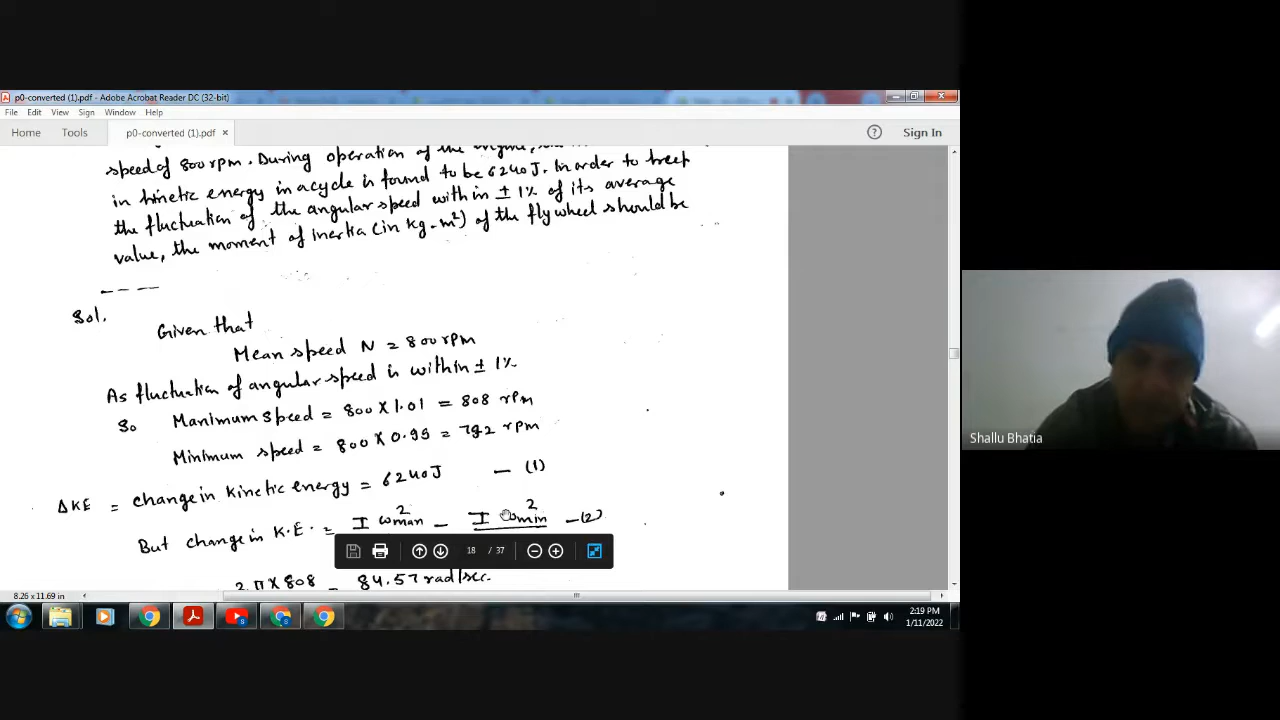 p0-converted (1).pdf - Adobe Acrobat Reader DC (32-bit)
File Edit View Sign Window Help
Home Tools p0-converted (1).pdf × Sign In
speed of 800 rpm. During operation of the engine,
in kinetic energy in a cycle is found to be 6240 J. In order to keep
the fluctuation of the angular speed within ± 1% of its average
value, the moment of inertia (in kg-m²) of the flywheel should be
----
Sol.
Given that
Mean speed N = 800 rpm
As fluctuation of angular speed is within ± 1%
So Maximum speed = 800 × 1.01 = 808 rpm
Minimum speed = 800 × 0.99 = 792 rpm
ΔKE = change in kinetic energy = 6240 J — (1)
But change in K.E. = I ωman² - I ωmin² - (2)
18 / 37
2π × 808 = 84.57 rad/sec.
8.26 x 11.69 in
2:19 PM
1/11/2022
Shallu Bhatia